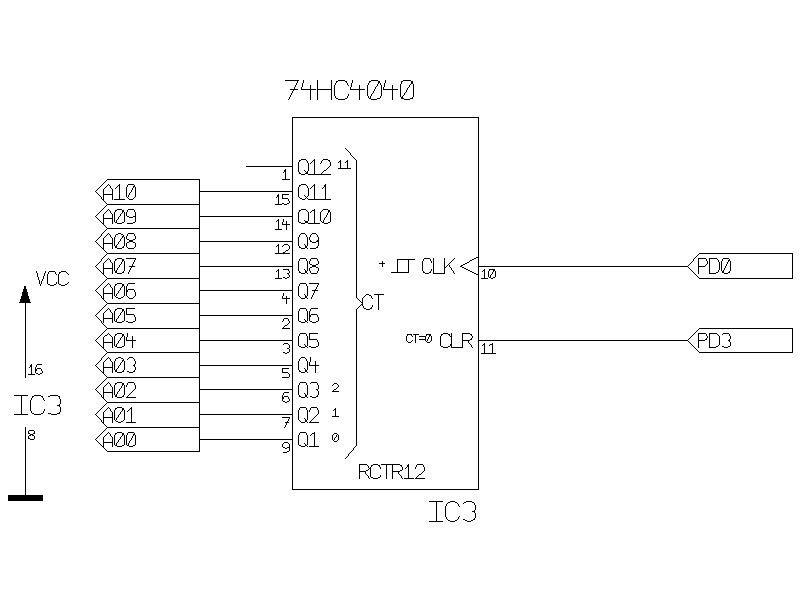 74HC4040
1 Q12 11
A10 15 Q11
A09 14 Q10
A08 12 Q9
A07 13 Q8 + CLK 10 PD0
VCC
A06 4 Q7
CT
A05 2 Q6
A04 3 Q5 CT=0 CLR 11 PD3
16
A03 5 Q4
A02 6 Q3 2
IC3
A01 7 Q2 1
8
A00 9 Q1 0
RCTR12
IC3